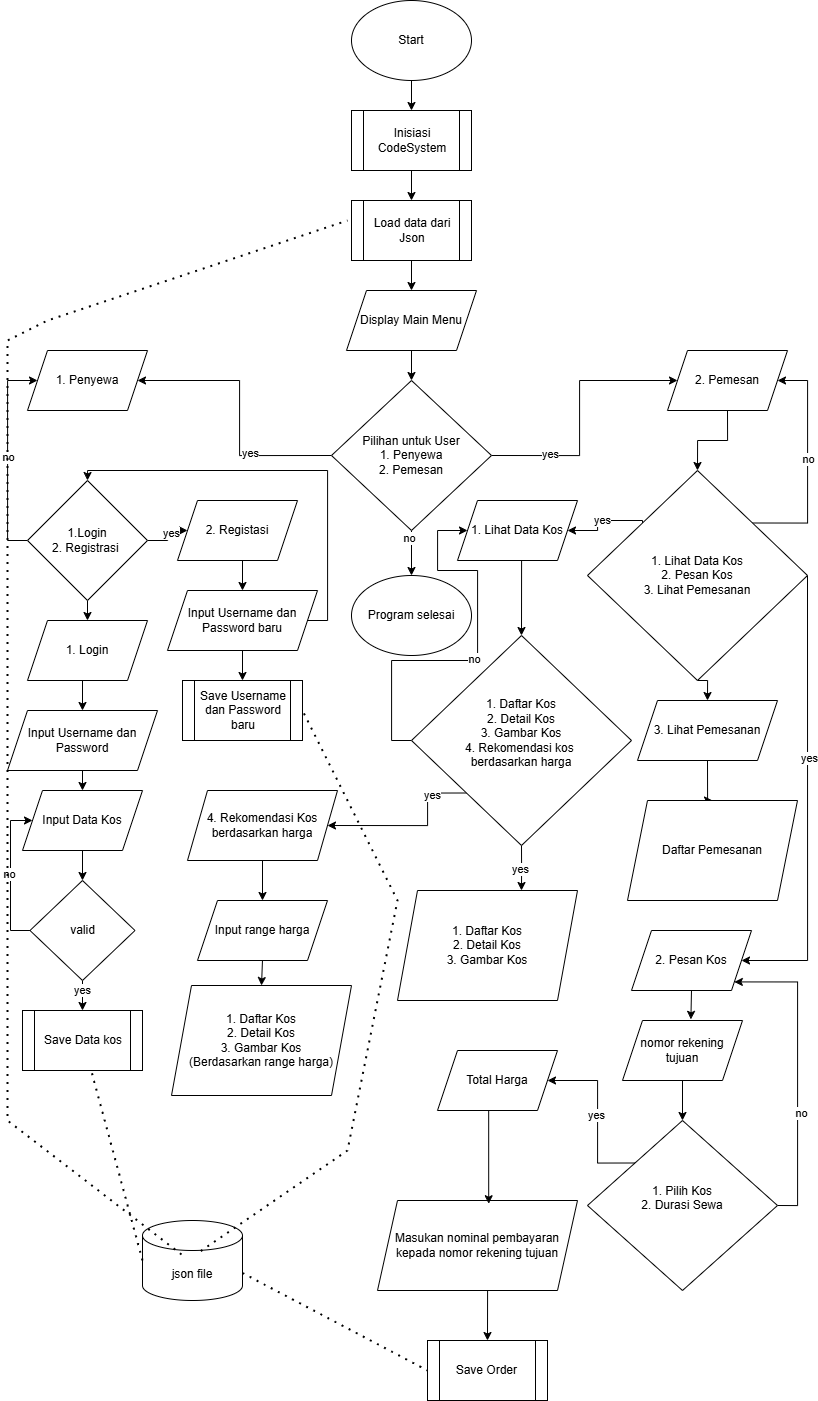 Start
Inisiasi
CodeSystem
Load data dari
Json
Display Main Menu
1. Penyewa
2. Pemesan
Pilihan untuk User
1. Penyewa
2. Pemesan
yes
yes
no
no
no
1.Login
2. Registrasi
yes
2. Registasi
1. Lihat Data Kos
yes
1. Lihat Data Kos
2. Pesan Kos
3. Lihat Pemesanan
Input Username dan
Password baru
Program selesai
1. Login
no
Save Username
dan Password
baru
1. Daftar Kos
2. Detail Kos
3. Gambar Kos
4. Rekomendasi kos
berdasarkan harga
3. Lihat Pemesanan
Input Username dan
Password
yes
yes
Input Data Kos
4. Rekomendasi Kos
berdasarkan harga
Daftar Pemesanan
no
yes
valid
Input range harga
1. Daftar Kos
2. Detail Kos
3. Gambar Kos
2. Pesan Kos
yes
Save Data kos
1. Daftar Kos
2. Detail Kos
3. Gambar Kos
(Berdasarkan range harga)
nomor rekening
tujuan
Total Harga
yes
no
1. Pilih Kos
2. Durasi Sewa
Masukan nominal pembayaran
kepada nomor rekening tujuan
json file
Save Order